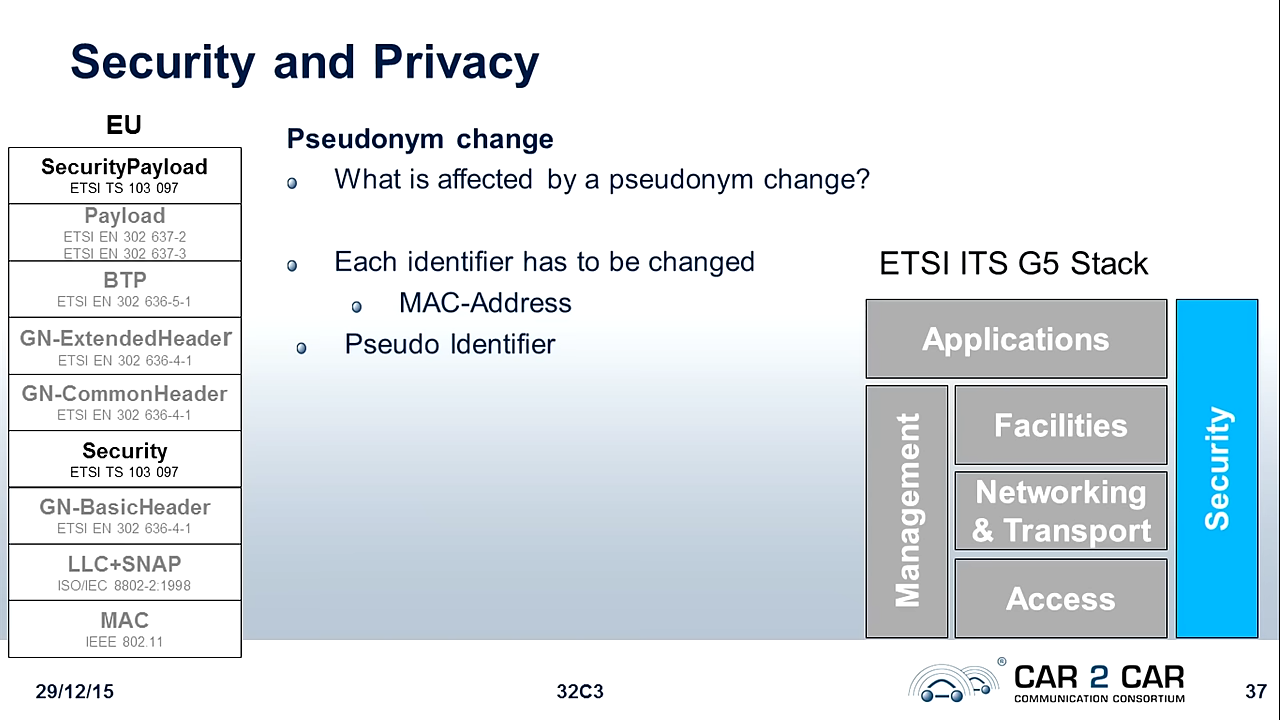 Security and Privacy
EU
SecurityPayload
ETSI TS 103 097
Payload
ETSI EN 302 637-2
ETSI EN 302 637-3
BTP
ETSI EN 302 636-5-1
GN-ExtendedHeader
ETSI EN 302 636-4-1
GN-CommonHeader
ETSI EN 302 636-4-1
Security
ETSI TS 103 097
GN-BasicHeader
ETSI EN 302 636-4-1
LLC+SNAP
ISO/IEC 8802-2:1998
MAC
IEEE 802.11
Pseudonym change
What is affected by a pseudonym change?
Each identifier has to be changed
MAC-Address
Pseudo Identifier
ETSI ITS G5 Stack
Applications
Management
Facilities
Networking
& Transport
Access
Security
29/12/15
32C3
® CAR 2 CAR
COMMUNICATION CONSORTIUM
37